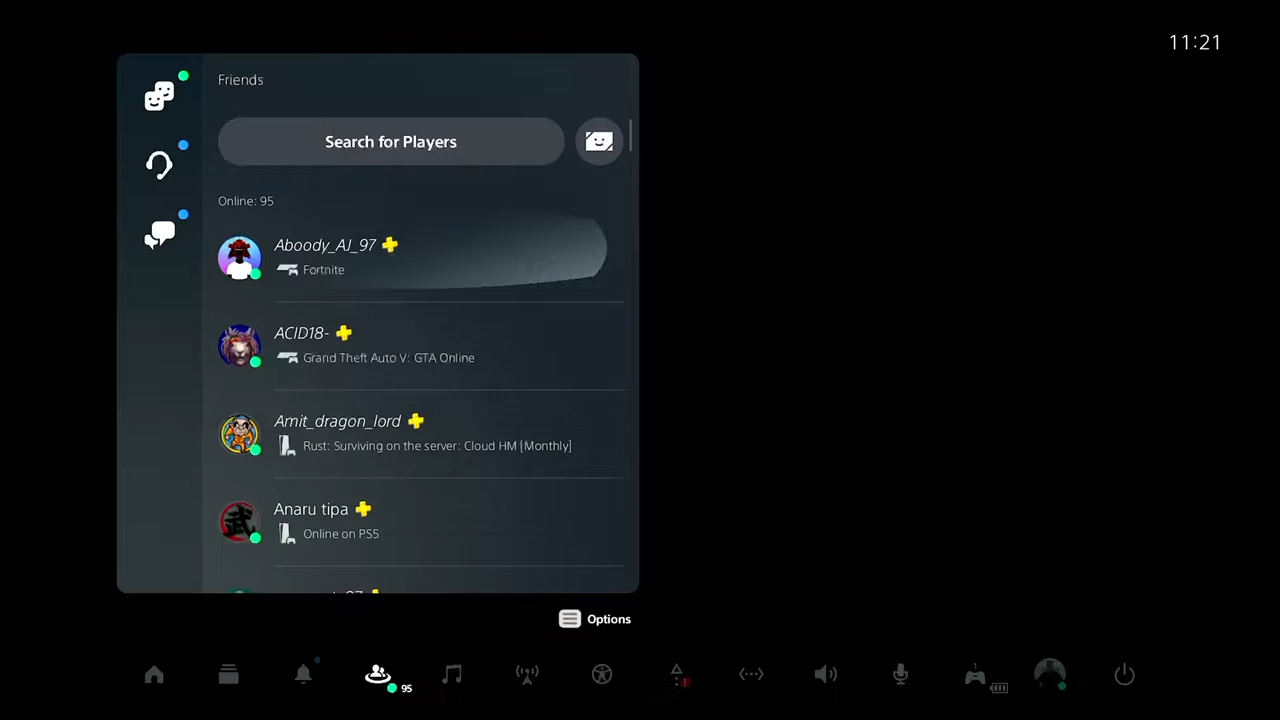 11:21
Friends
Search for Players
Online: 95
Aboody_AJ_97
Fortnite
ACID18-
Grand Theft Auto V: GTA Online
Amit_dragon_lord
Rust: Surviving on the server: Cloud HM [Monthly]
Anaru tipa
武
Online on PS5
Options
95